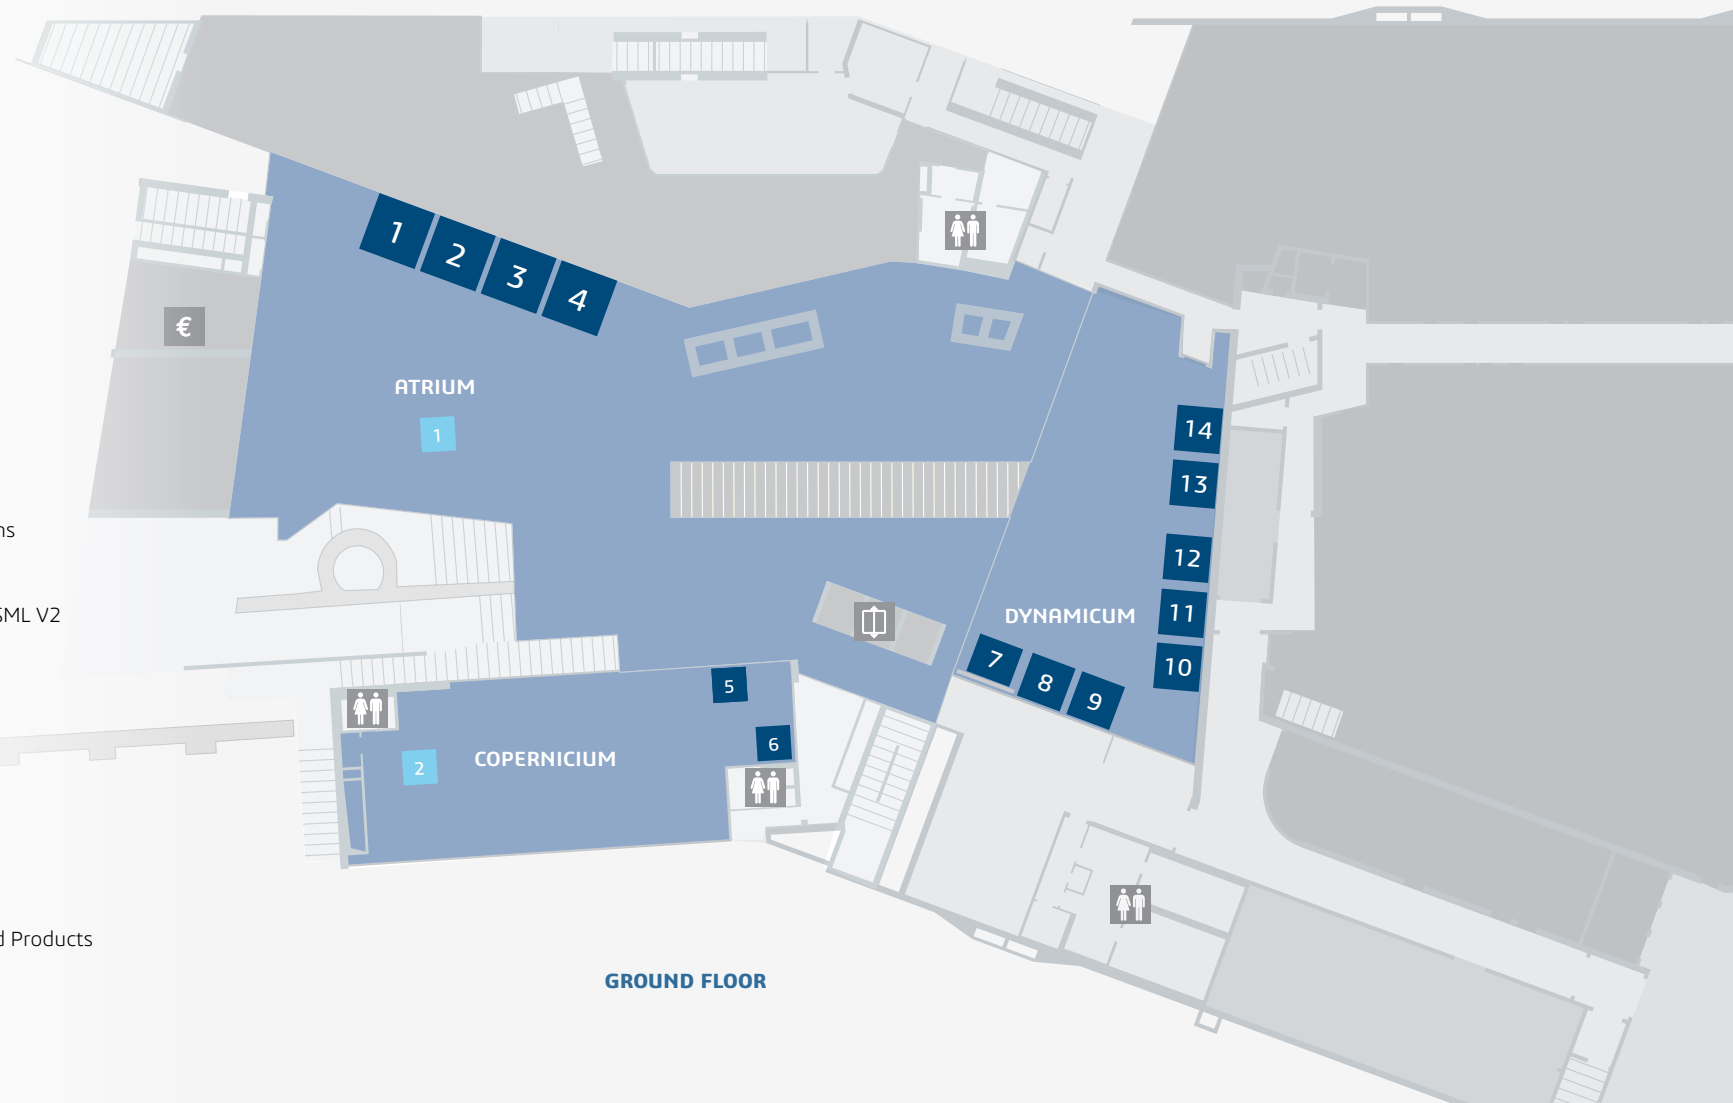 1
2
3
4
€
ATRIUM
1
14
13
ns
12
SML V2
11
DYNAMICUM
7
8
9
10
5
6
COPERNICIUM
2
d Products
GROUND FLOOR